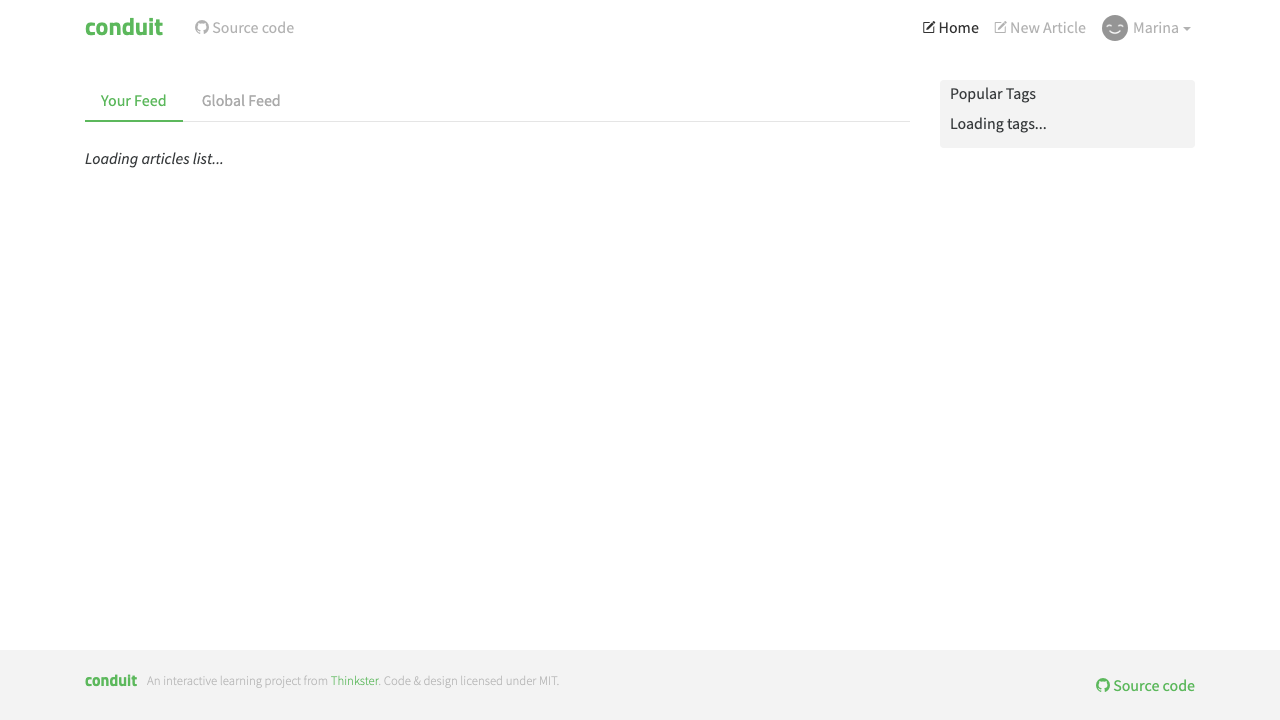 conduit Source code Home New Article Marina
Your Feed Global Feed
Popular Tags
Loading tags...
Loading articles list...
conduit An interactive learning project from Thinkster. Code & design licensed under MIT.
Source code